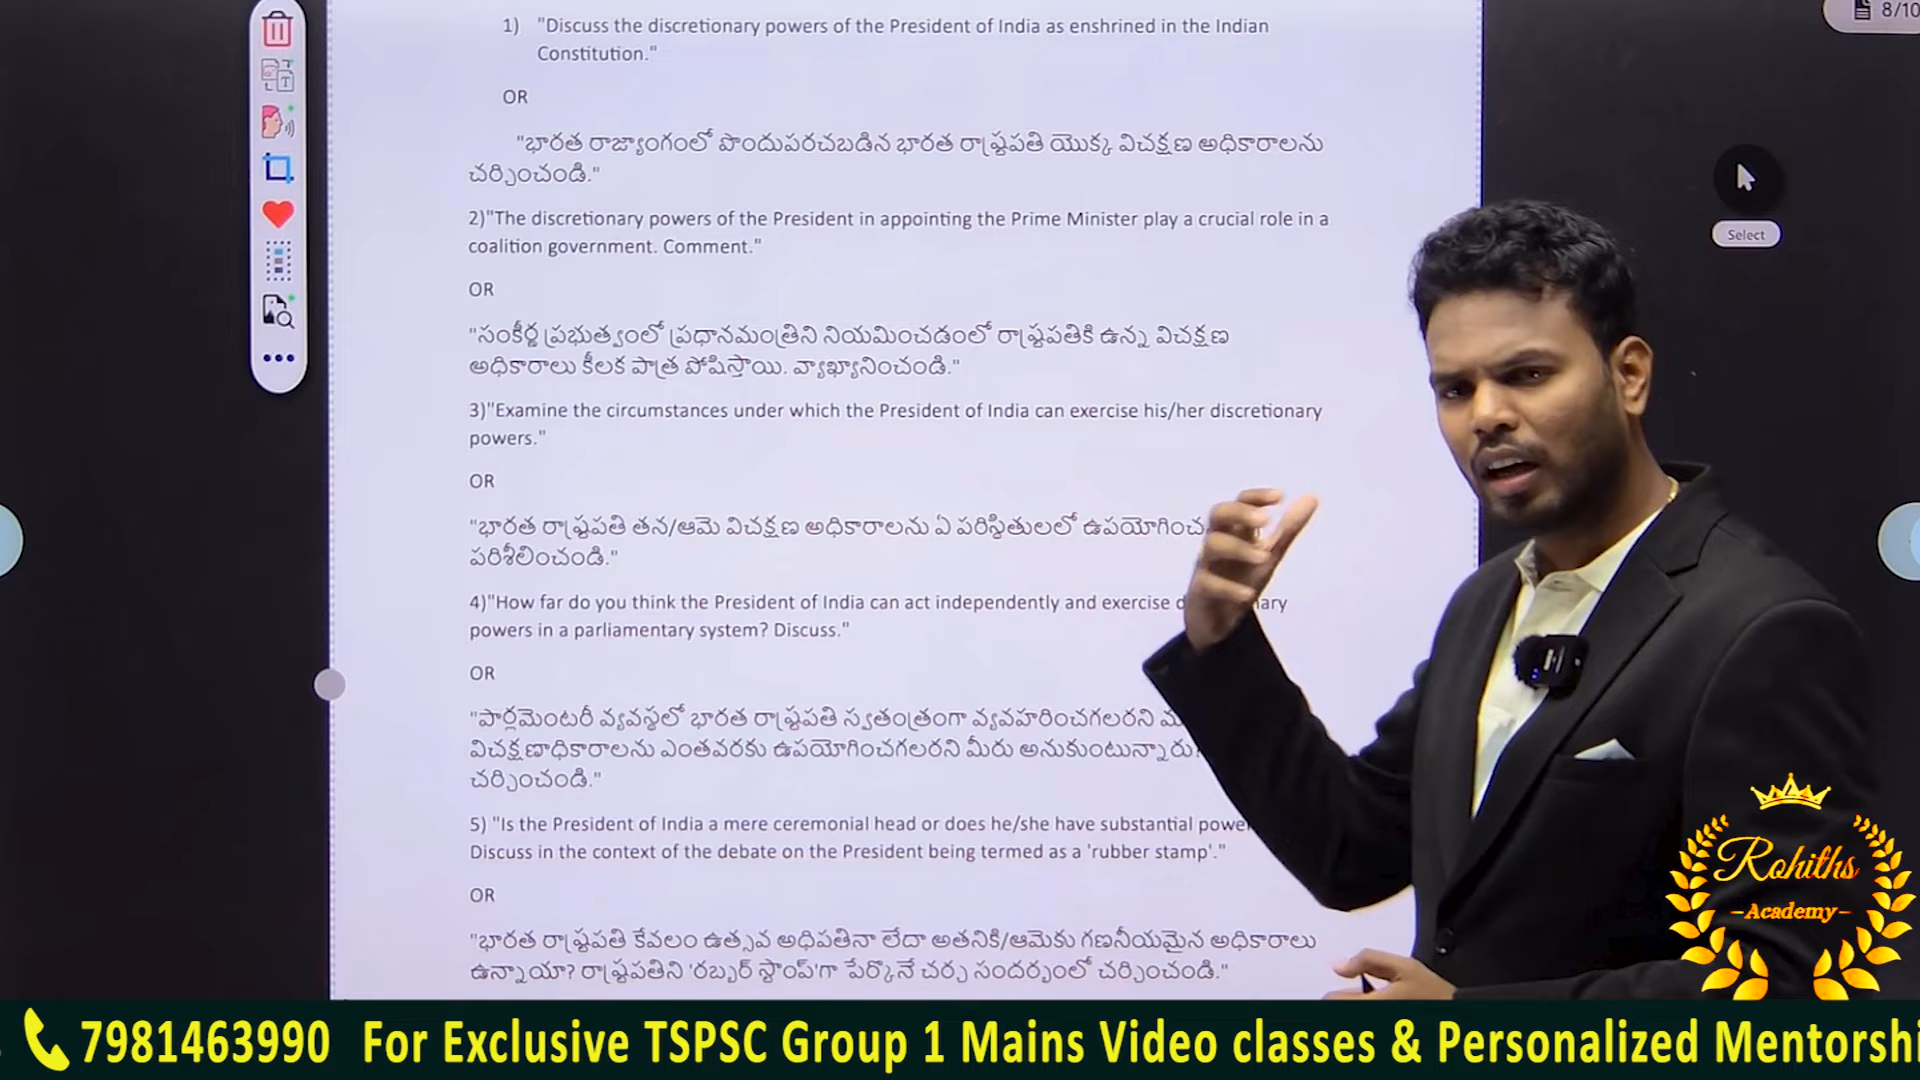 8/10
1) "Discuss the discretionary powers of the President of India as enshrined in the Indian
Constitution."
OR
"భారత రాజ్యాంగంలో పొందుపరచబడిన భారత రాష్ట్రపతి యొక్క విచక్షణ అధికారాలను
చర్చించండి."
Select
2)"The discretionary powers of the President in appointing the Prime Minister play a crucial role in a
coalition government. Comment."
OR
"సంకీర్ణ ప్రభుత్వంలో ప్రధానమంత్రిని నియమించడంలో రాష్ట్రపతికి ఉన్న విచక్షణ
అధికారాలు కీలక పాత్ర పోషిస్తాయి. వ్యాఖ్యానించండి."
3)"Examine the circumstances under which the President of India can exercise his/her discretionary
powers."
OR
"భారత రాష్ట్రపతి తన/ఆమె విచక్షణ అధికారాలను ఏ పరిస్థితులలో
పరిశీలించండి."
4)"How far do you think the President of India can act independently and exercise
powers in a parliamentary system? Discuss."
OR
"పార్లమెంటరీ వ్యవస్థలో భారత రాష్ట్రపతి స్వతంత్రంగా వ్యవహరించగలరని
విచక్షణాధికారాలను ఎంతవరకు ఉపయోగించగలరని మీరు అనుకుంటున్నారు?
చర్చించండి."
5) "Is the President of India a mere ceremonial head or does he/she have substantial
Discuss in the context of the debate on the President being termed as a 'rubber stamp'."
OR
"భారత రాష్ట్రపతి కేవలం ఉత్సవ అధిపతినా లేదా అతనికి/ఆమెకు గణనీయమైన అధికారాలు
ఉన్నాయా? రాష్ట్రపతిని 'రబ్బర్ స్టాంప్'గా పేర్కొనే చర్చ సందర్భంలో చర్చించండి."
Rohiths
Academy
7981463990 For Exclusive TSPSC Group 1 Mains Video classes & Personalized